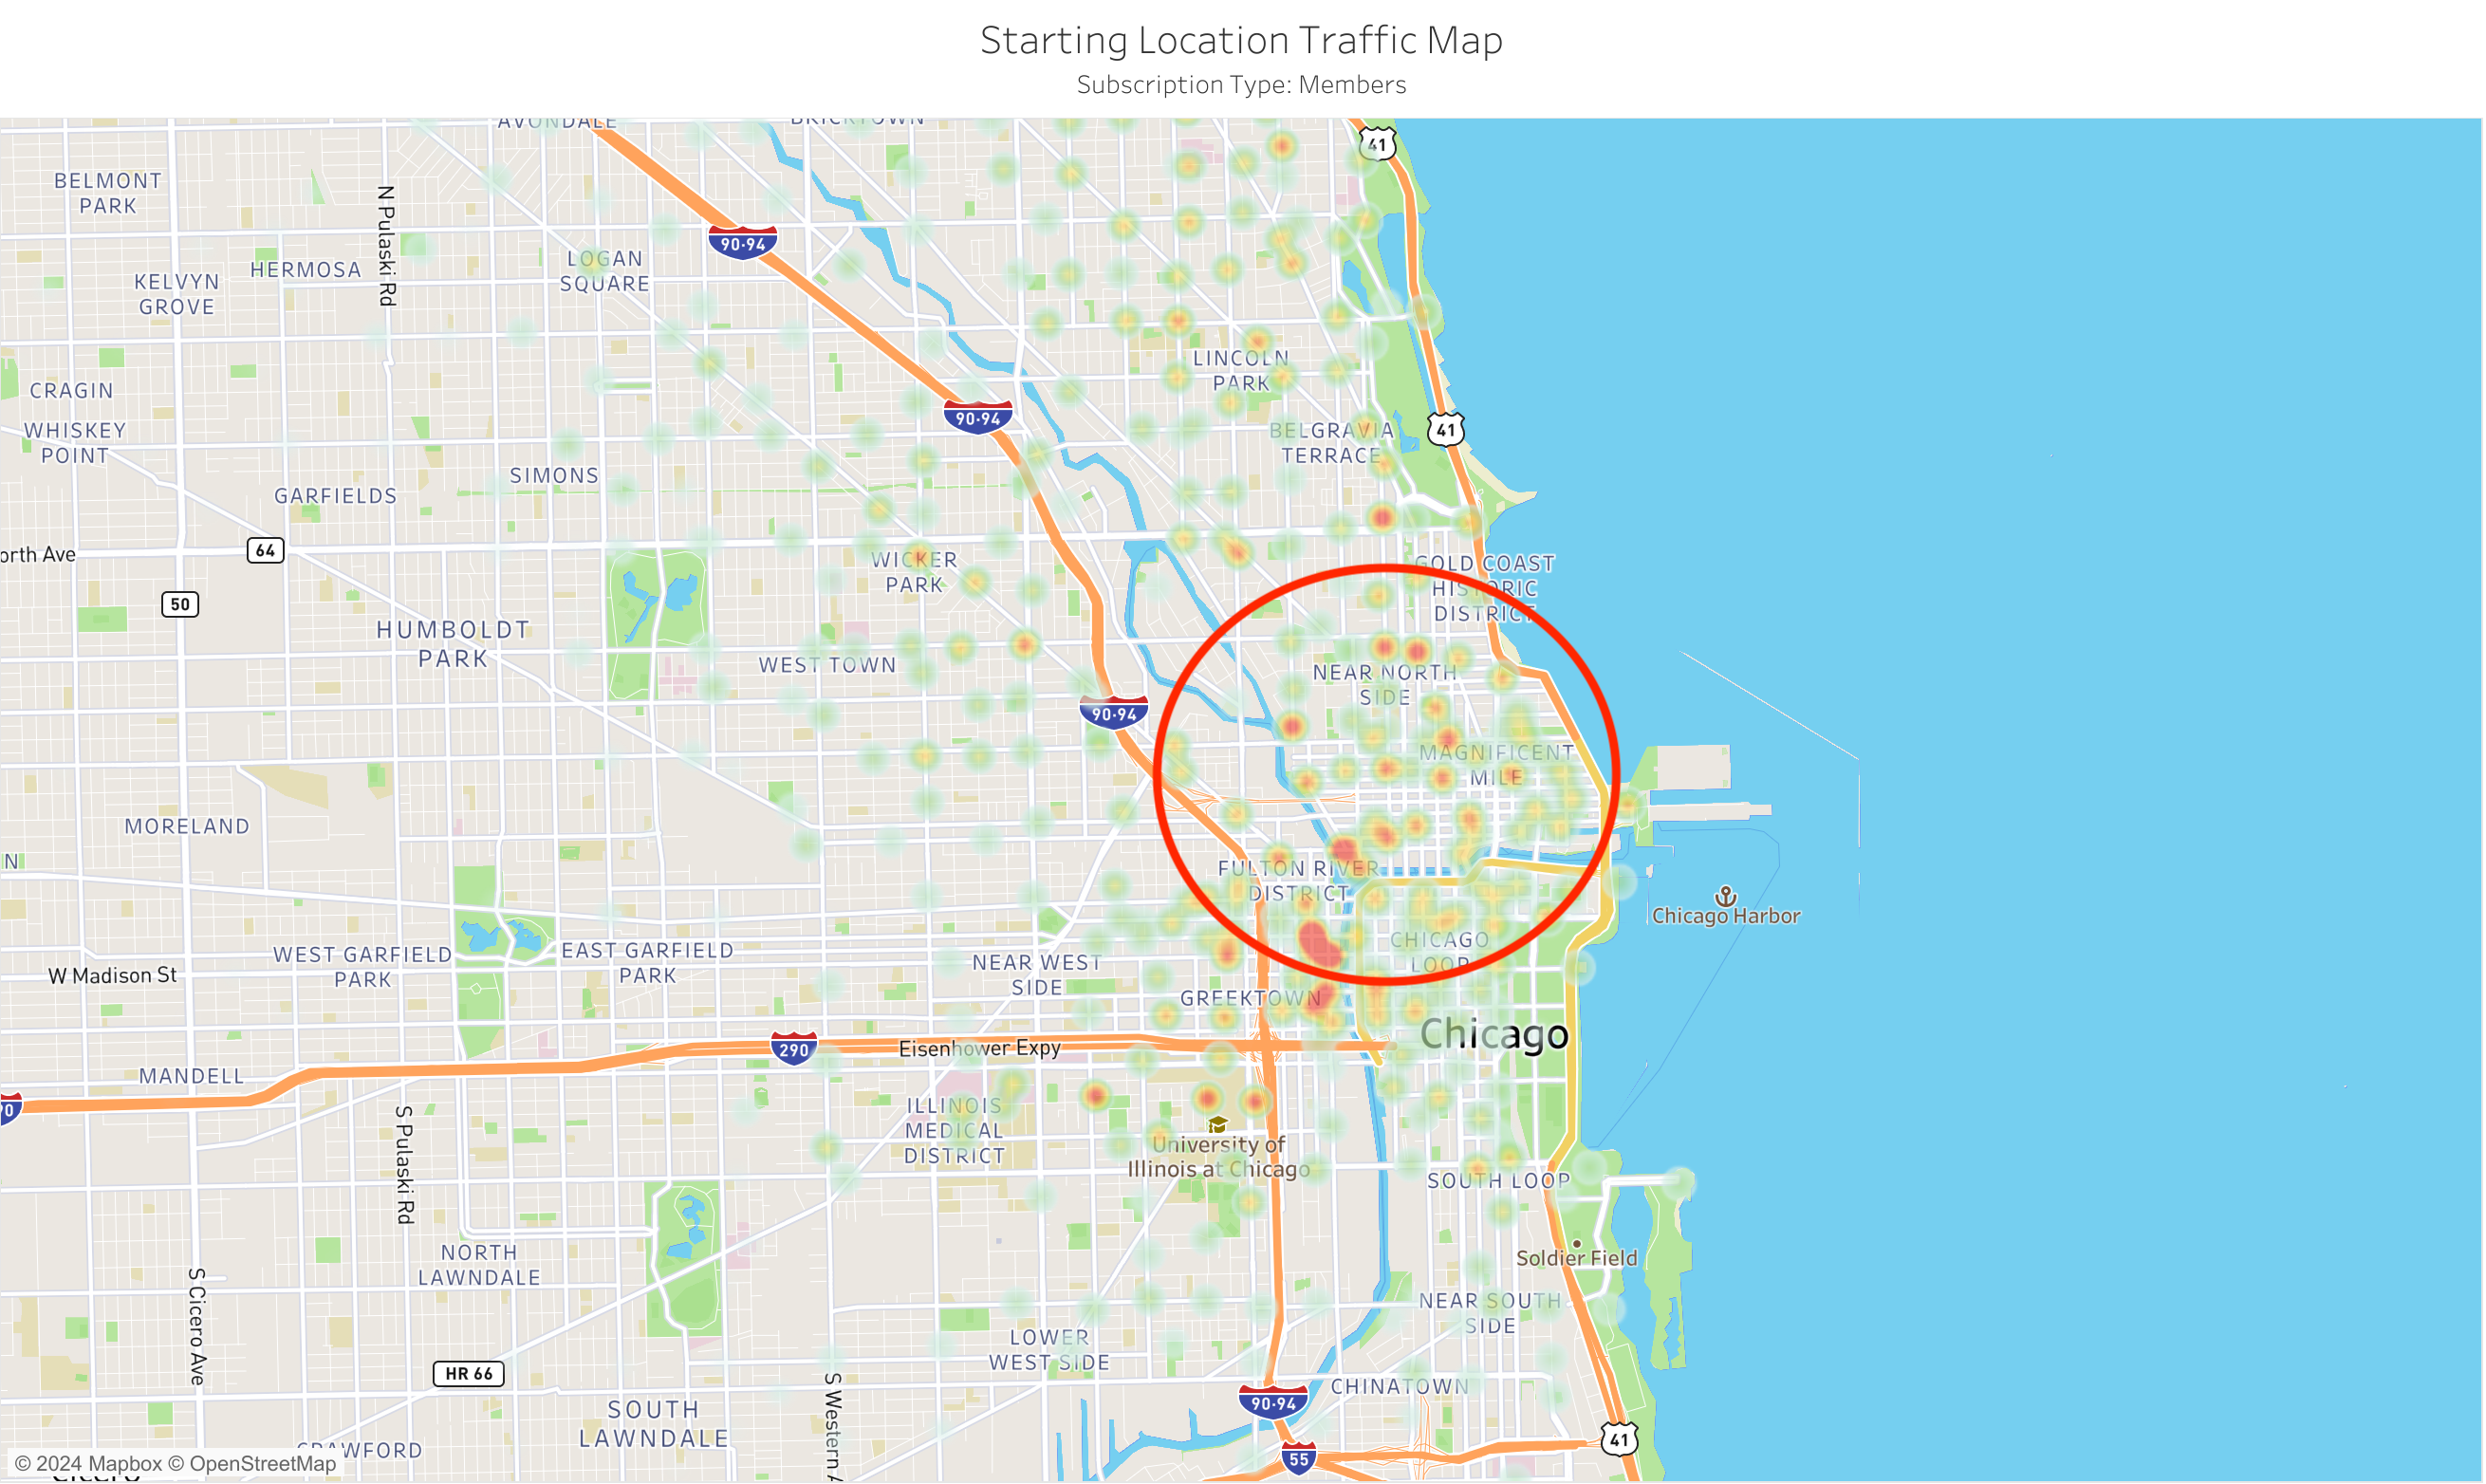 Starting Location Traffic Map
Subscription Type: Members
AVONDALE
BRICKTOWN
41
BELMONT
PARK
N Pulaski Rd
90-94
LOGAN
SQUARE
HERMOSA
KELVYN
GROVE
LINCOLN
PARK
CRAGIN
90-94
WHISKEY
POINT
BELGRAVIA
TERRACE
41
SIMONS
GARFIELDS
orth Ave
64
WICKER
PARK
GOLD COAST
HISTORIC
DISTRICT
50
HUMBOLDT
PARK
WEST TOWN
NEAR NORTH
SIDE
90-94
MAGNIFICENT
MILE
MORELAND
N
FULTON RIVER
DISTRICT
Chicago Harbor
WEST GARFIELD
PARK
EAST GARFIELD
PARK
CHICAGO
LOOP
W Madison St
NEAR WEST
SIDE
GREEKTOWN
Chicago
290
Eisenhower Expy
MANDELL
90
ILLINOIS
MEDICAL
DISTRICT
S Pulaski Rd
University of
Illinois at Chicago
SOUTH LOOP
NORTH
LAWNDALE
Soldier Field
S Cicero Ave
NEAR SOUTH
SIDE
LOWER
WEST SIDE
HR 66
S Western A
CHINATOWN
90-94
SOUTH
LAWNDALE
41
CRAWFORD
55
© 2024 Mapbox © OpenStreetMap
Cicero